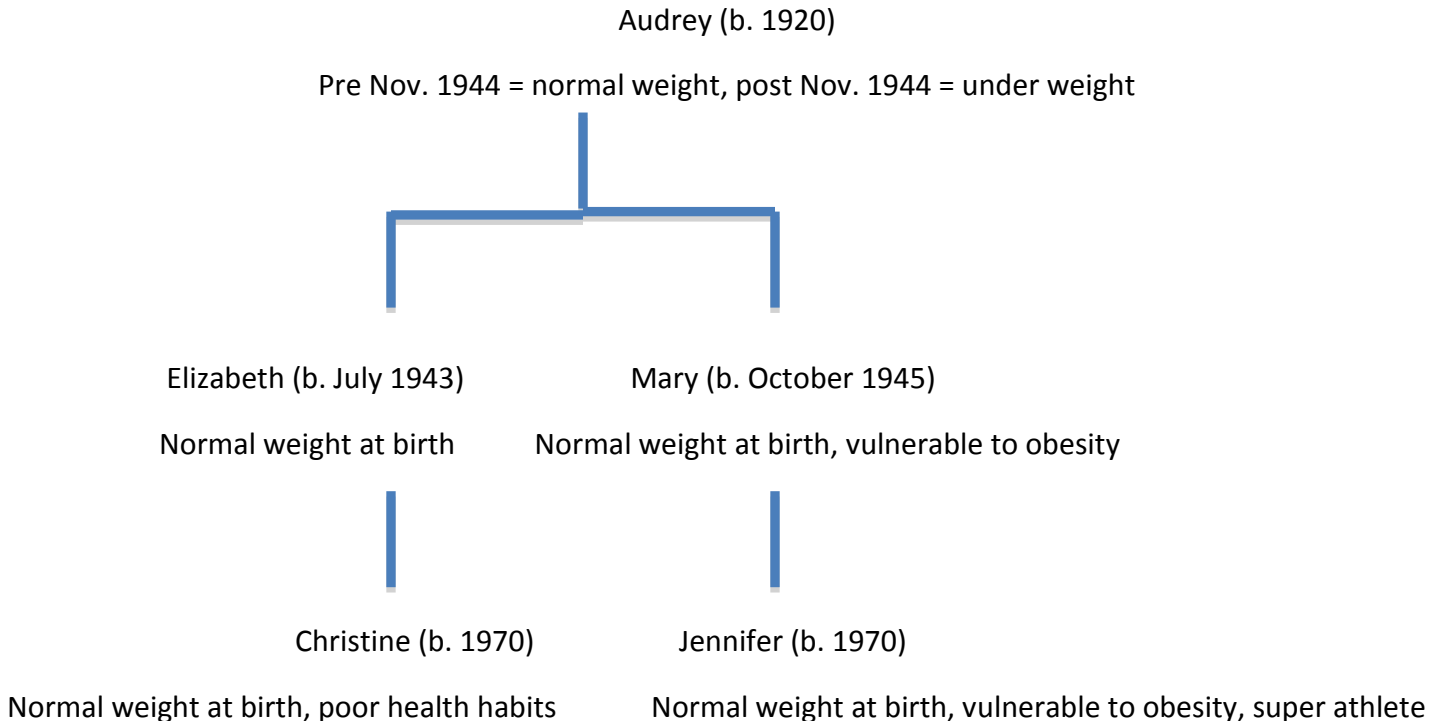 Audrey (b. 1920)
Pre Nov. 1944 = normal weight, post Nov. 1944 = under weight
Elizabeth (b. July 1943)
Mary (b. October 1945)
Normal weight at birth
Normal weight at birth, vulnerable to obesity
Christine (b. 1970)
Jennifer (b. 1970)
Normal weight at birth, poor health habits
Normal weight at birth, vulnerable to obesity, super athlete